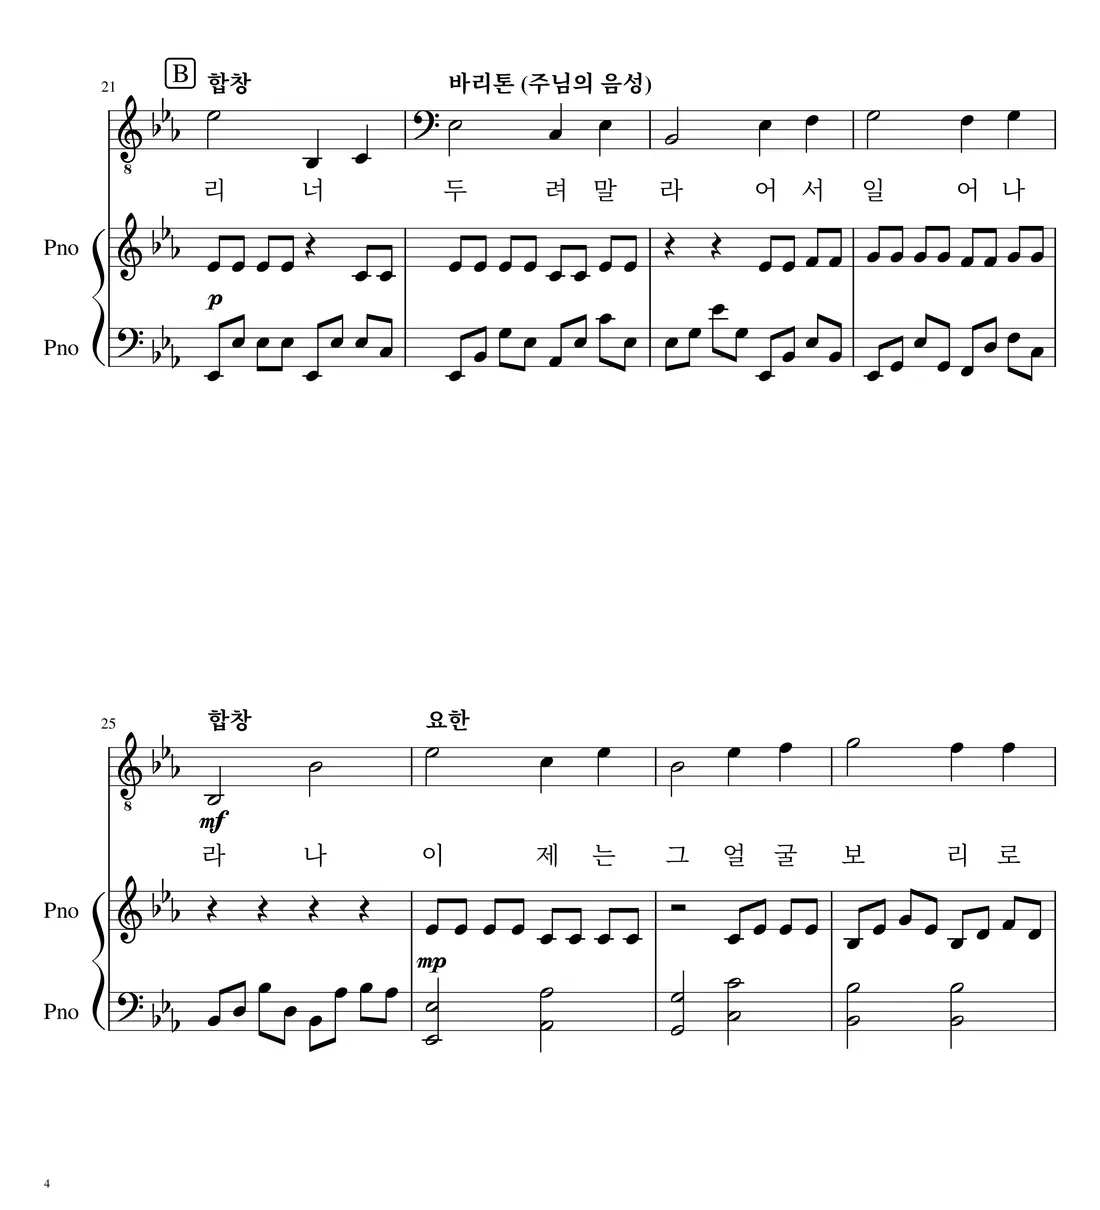 B
21 합창 바리톤 (주님의 음성)
8
리 너 두 려 말 라 어 서 일 어 나
Pno
p
Pno
25 합창 요한
8
mf
라 나 이 제 는 그 얼 굴 보 리 로
Pno
mp
Pno
4